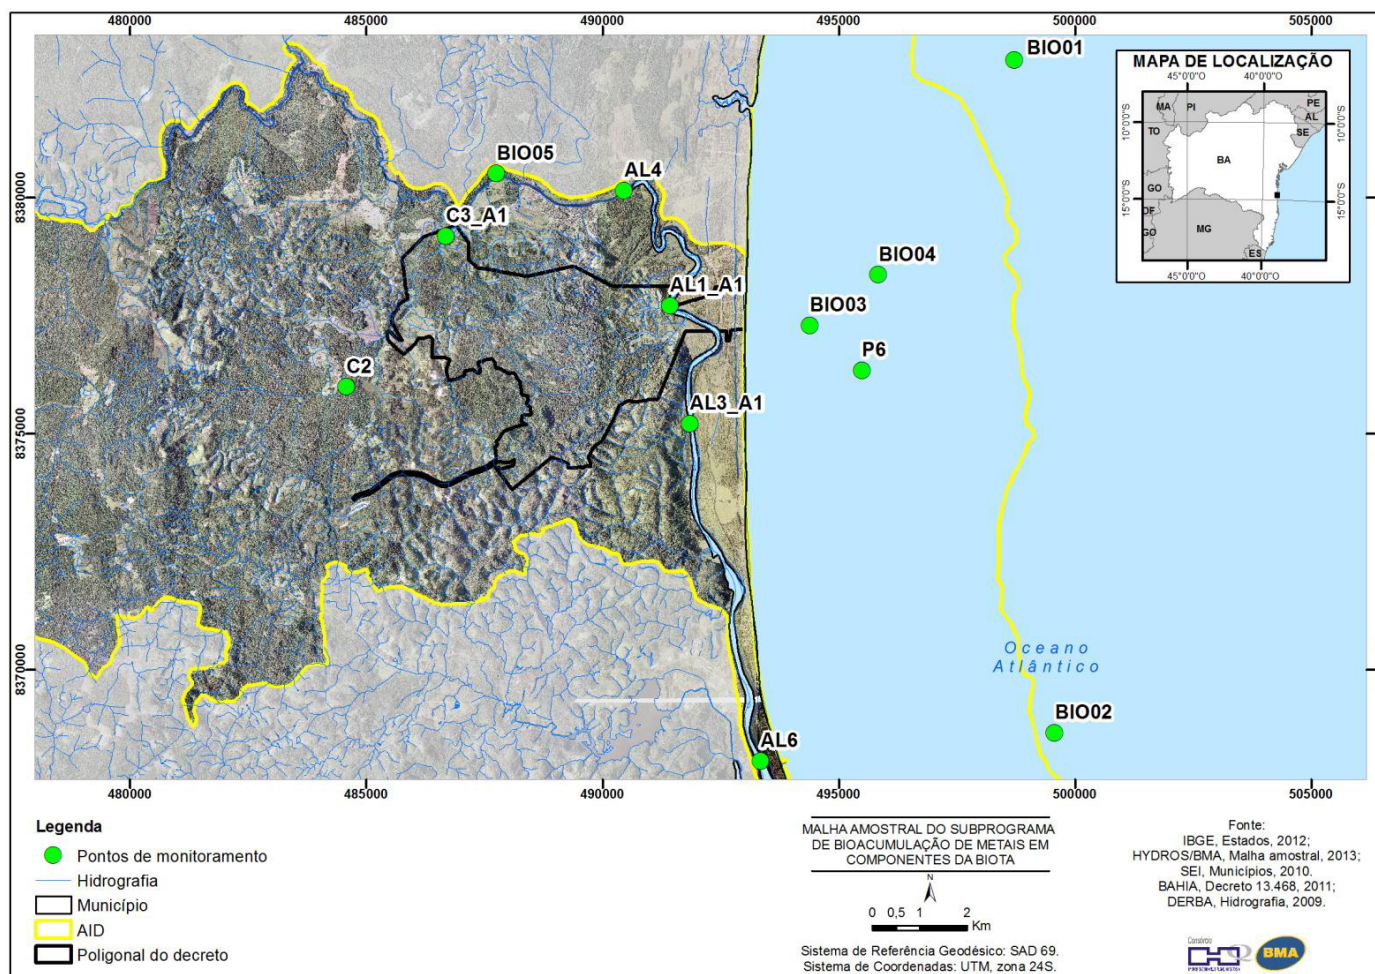 480000 485000 490000 495000 500000 505000
BIO01
MAPA DE LOCALIZAÇÃO
45°0'0"O 40°0'0"O
MA PI PE
AL
SE
TO
BA
GO
DF
GO
MG
ES
10°0'0"S 10°0'0"S
15°0'0"S 15°0'0"S
45°0'0"O 40°0'0"O
BIO05
AL4
C3_A1
BIO04
AL1_A1
BIO03
P6
C2
AL3_A1
Oceano
Atlântico
BIO02
AL6
8380000 8380000
8375000 8375000
8370000 8370000
480000 485000 490000 495000 500000 505000
Legenda
Pontos de monitoramento
Hidrografia
Município
AID
Poligonal do decreto
MALHA AMOSTRAL DO SUBPROGRAMA
DE BIOACUMULAÇÃO DE METAIS EM
COMPONENTES DA BIOTA
N
0 0,5 1 2
Km
Sistema de Referência Geodésico: SAD 69.
Sistema de Coordenadas: UTM, zona 24S.
Fonte:
IBGE, Estados, 2012;
HYDROS/BMA, Malha amostral, 2013;
SEI, Municípios, 2010.
BAHIA, Decreto 13.468, 2011;
DERBA, Hidrografia, 2009.
Consórcio
BMA